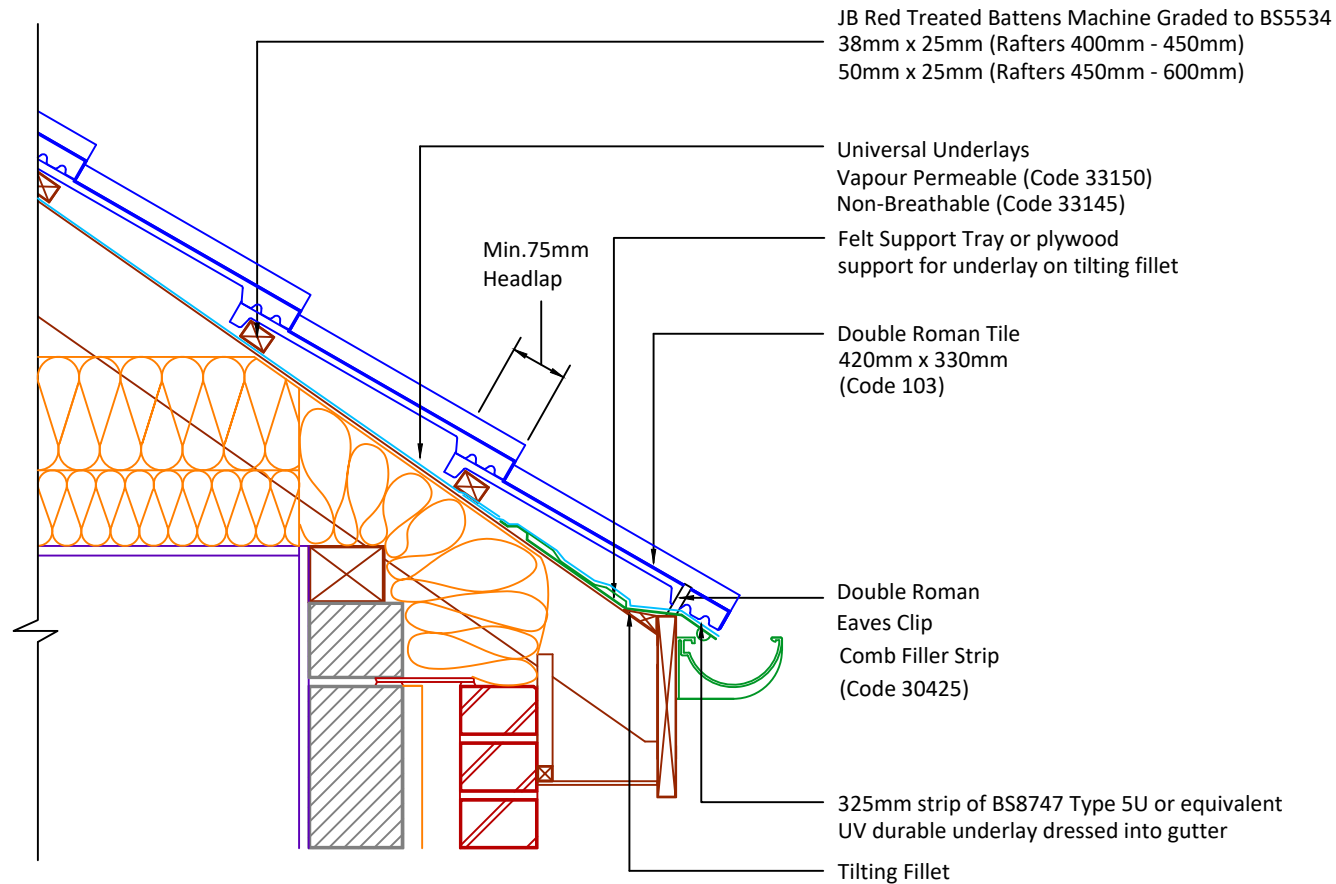 JB Red Treated Battens Machine Graded to BS5534
38mm x 25mm (Rafters 400mm - 450mm)
50mm x 25mm (Rafters 450mm - 600mm)
Universal Underlays
Vapour Permeable (Code 33150)
Non-Breathable (Code 33145)
Felt Support Tray or plywood
support for underlay on tilting fillet
Min.75mm
Headlap
Double Roman Tile
420mm x 330mm
(Code 103)
Double Roman
Eaves Clip
Comb Filler Strip
(Code 30425)
325mm strip of BS8747 Type 5U or equivalent
UV durable underlay dressed into gutter
Tilting Fillet